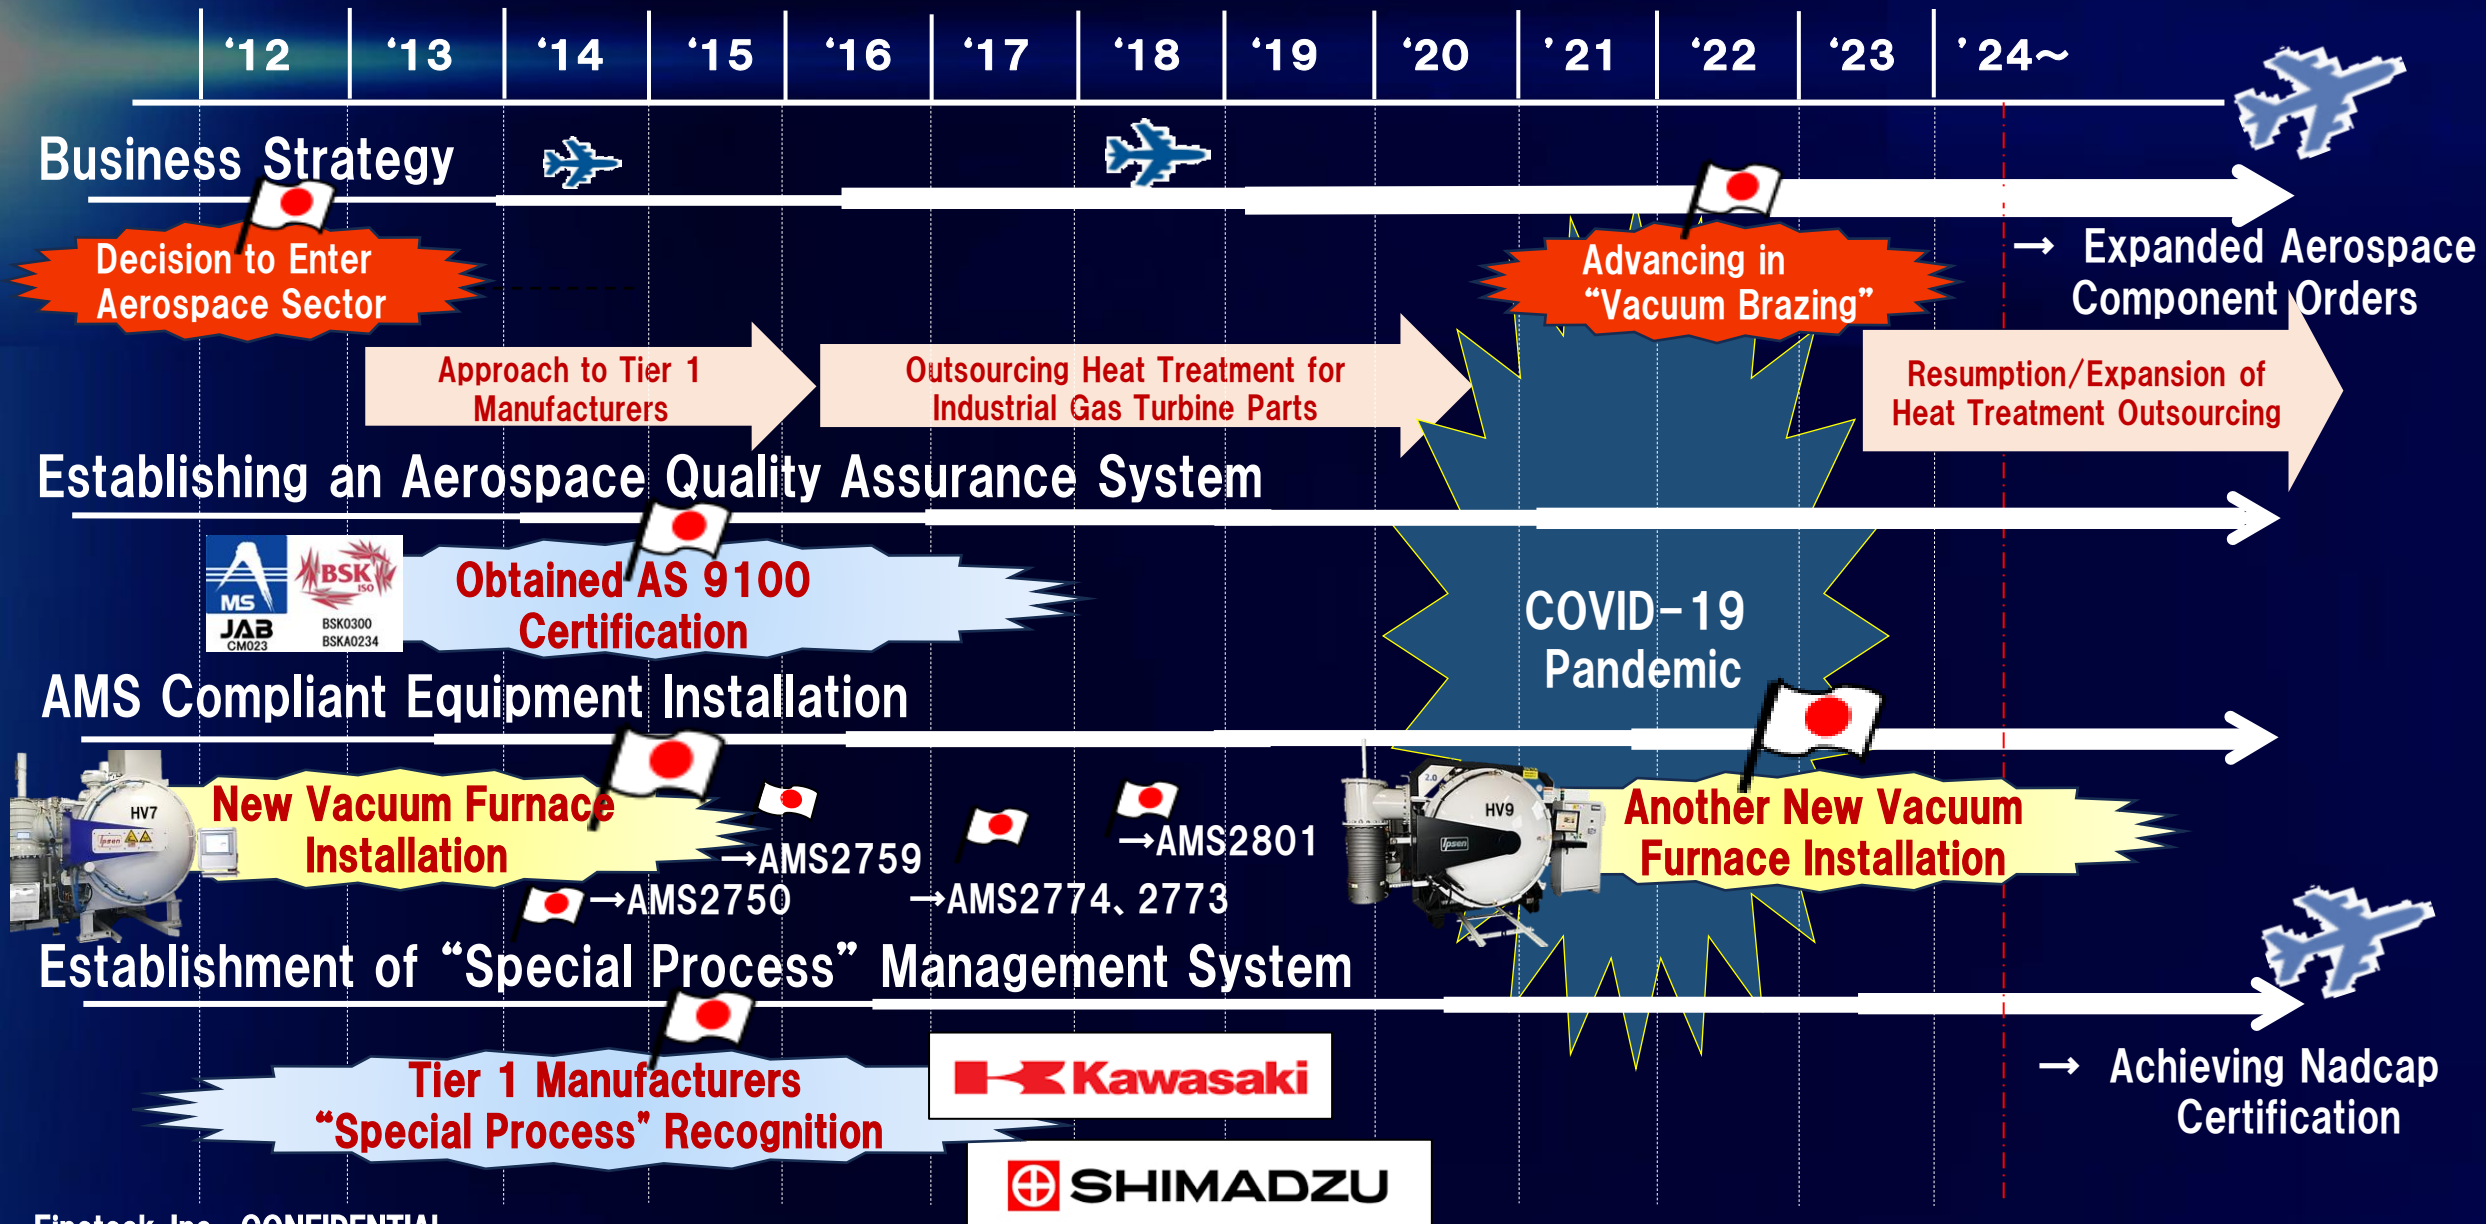 ‘12 ‘13 ‘14 ‘15 ‘16 ‘17 ‘18 ‘19 ‘20 ’21 ‘22 ‘23 ’24～
Business Strategy
Decision to Enter
Aerospace Sector
Advancing in
“Vacuum Brazing”
→ Expanded Aerospace
Component Orders
Approach to Tier 1
Manufacturers
Outsourcing Heat Treatment for
Industrial Gas Turbine Parts
Resumption/Expansion of
Heat Treatment Outsourcing
Establishing an Aerospace Quality Assurance System
MS
JAB
CM023
BSK
ISO
BSK0300
BSKA0234
Obtained AS 9100
Certification
COVID-19
Pandemic
AMS Compliant Equipment Installation
HV7
Ipsen
New Vacuum Furnace
Installation
→AMS2750
→AMS2759
→AMS2774、2773
→AMS2801
2.0
HV9
Ipsen
Another New Vacuum
Furnace Installation
Establishment of “Special Process” Management System
Tier 1 Manufacturers
“Special Process” Recognition
Kawasaki
SHIMADZU
→ Achieving Nadcap
Certification
CONFIDENTIAL